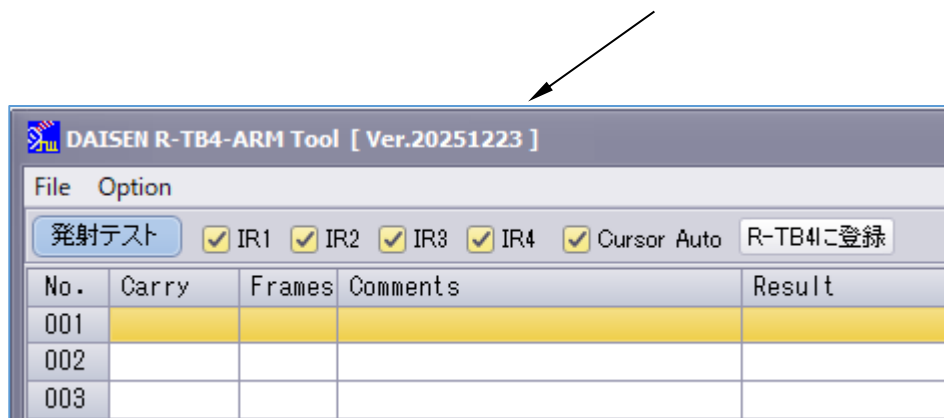 DAISEN R-TB4-ARM Tool [ Ver.20251223 ]
File Option
発射テスト IR1 IR2 IR3 IR4 Cursor Auto R-TB4に登録
No. Carry Frames Comments Result
001
002
003